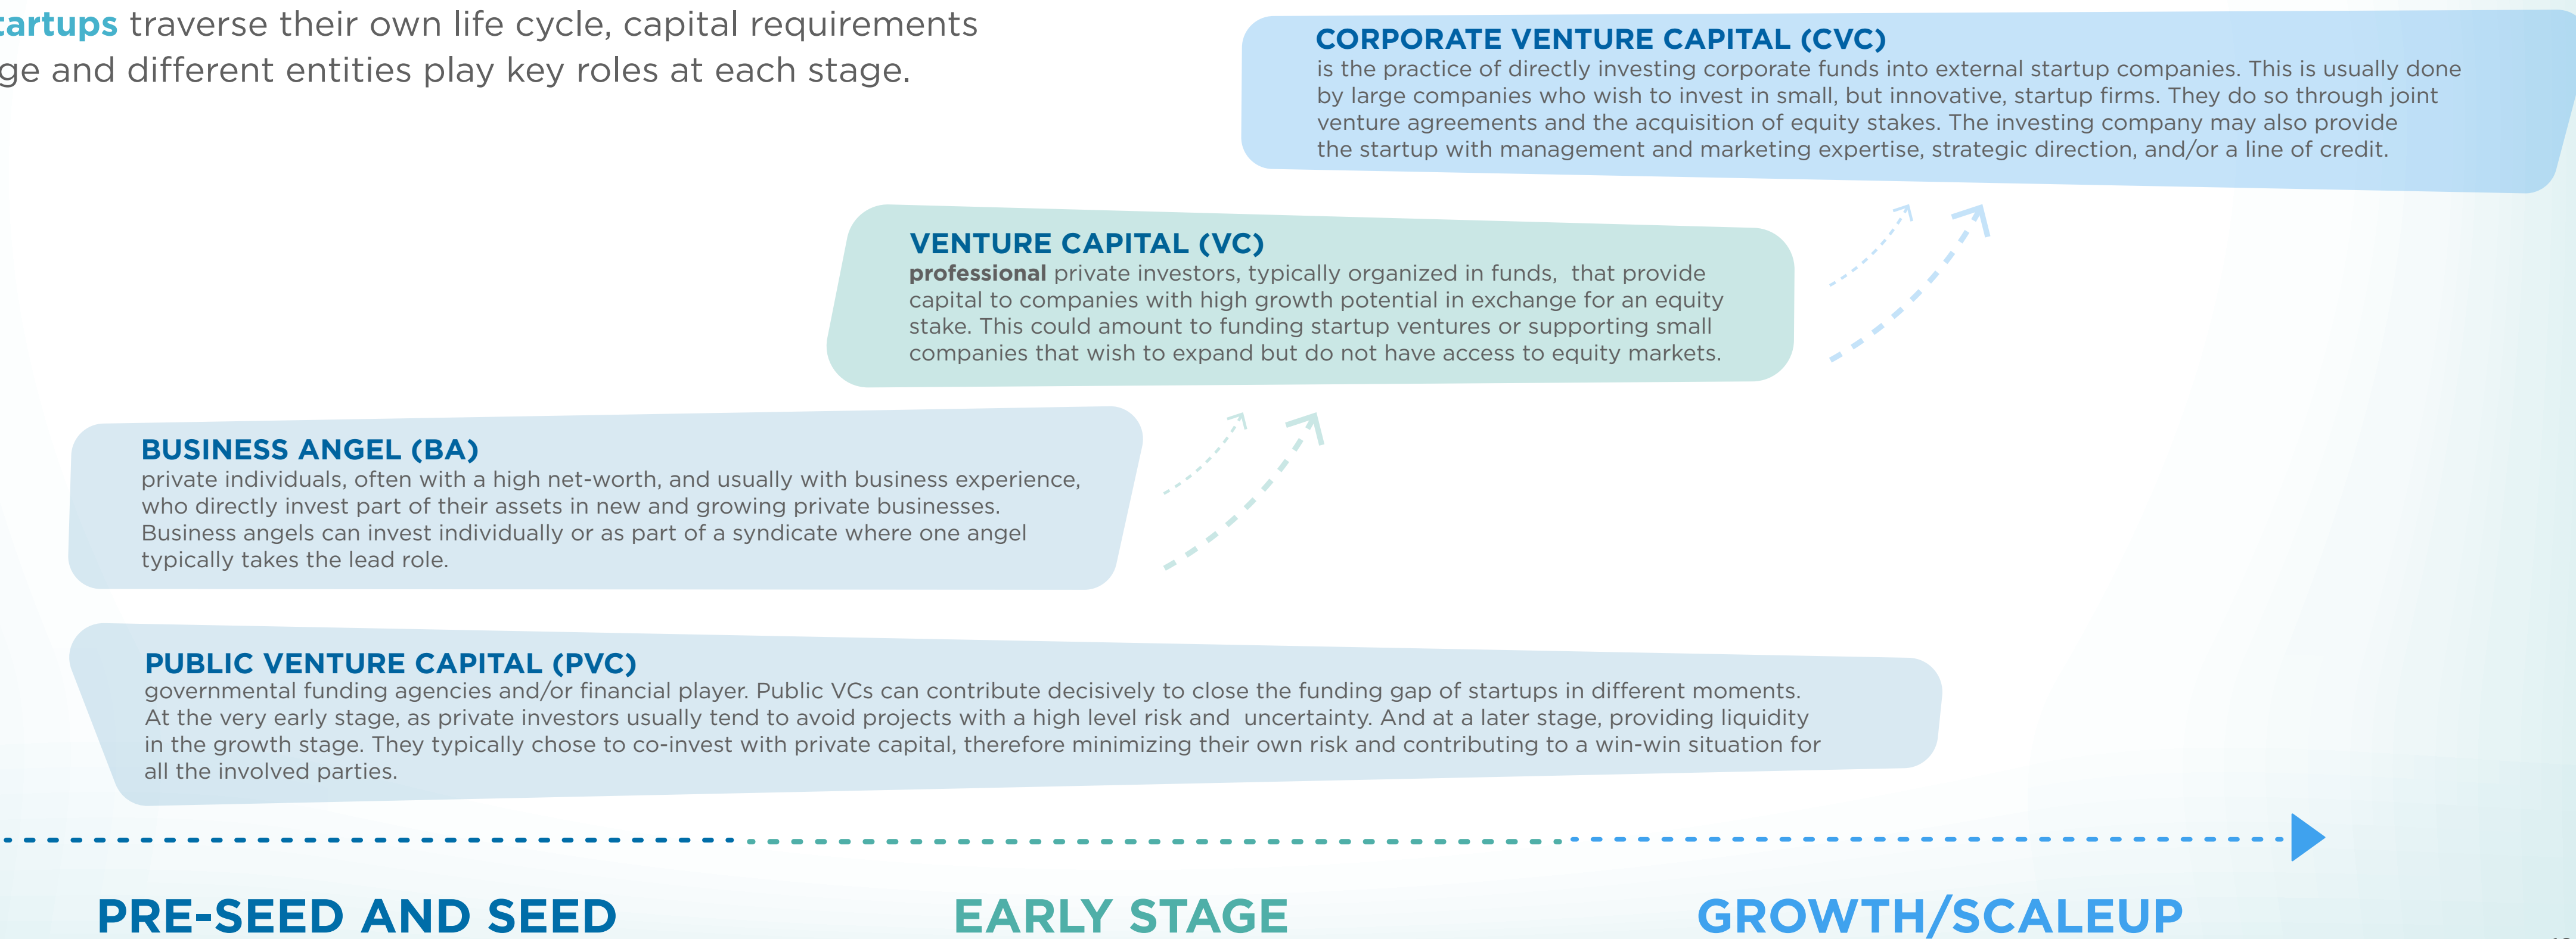 tartups traverse their own life cycle, capital requirements
ge and different entities play key roles at each stage.
CORPORATE VENTURE CAPITAL (CVC)
is the practice of directly investing corporate funds into external startup companies. This is usually done
by large companies who wish to invest in small, but innovative, startup firms. They do so through joint
venture agreements and the acquisition of equity stakes. The investing company may also provide
the startup with management and marketing expertise, strategic direction, and/or a line of credit.
VENTURE CAPITAL (VC)
professional private investors, typically organized in funds,  that provide
capital to companies with high growth potential in exchange for an equity
stake. This could amount to funding startup ventures or supporting small
companies that wish to expand but do not have access to equity markets.
BUSINESS ANGEL (BA)
private individuals, often with a high net-worth, and usually with business experience,
who directly invest part of their assets in new and growing private businesses.
Business angels can invest individually or as part of a syndicate where one angel
typically takes the lead role.
PUBLIC VENTURE CAPITAL (PVC)
governmental funding agencies and/or financial player. Public VCs can contribute decisively to close the funding gap of startups in different moments.
At the very early stage, as private investors usually tend to avoid projects with a high level risk and  uncertainty. And at a later stage, providing liquidity
in the growth stage. They typically chose to co-invest with private capital, therefore minimizing their own risk and contributing to a win-win situation for
all the involved parties.
PRE-SEED AND SEED
EARLY STAGE
GROWTH/SCALEUP